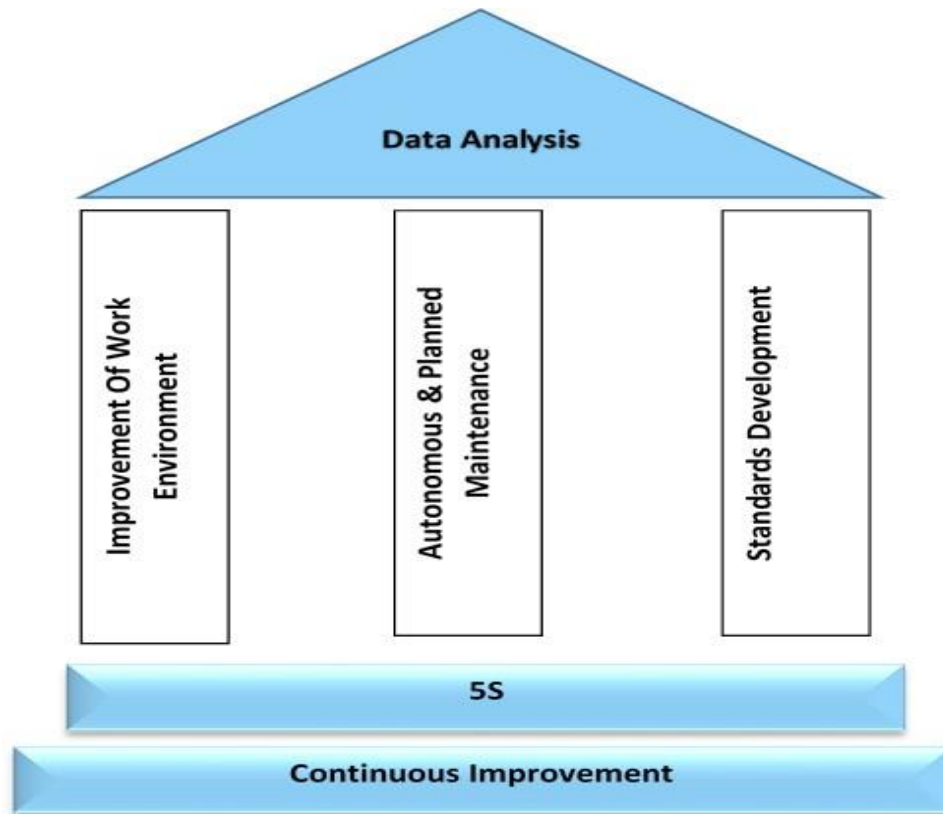 Data Analysis
Improvement Of Work
Environment
Autonomous & Planned
Maintenance
Standards Development
5S
Continuous Improvement